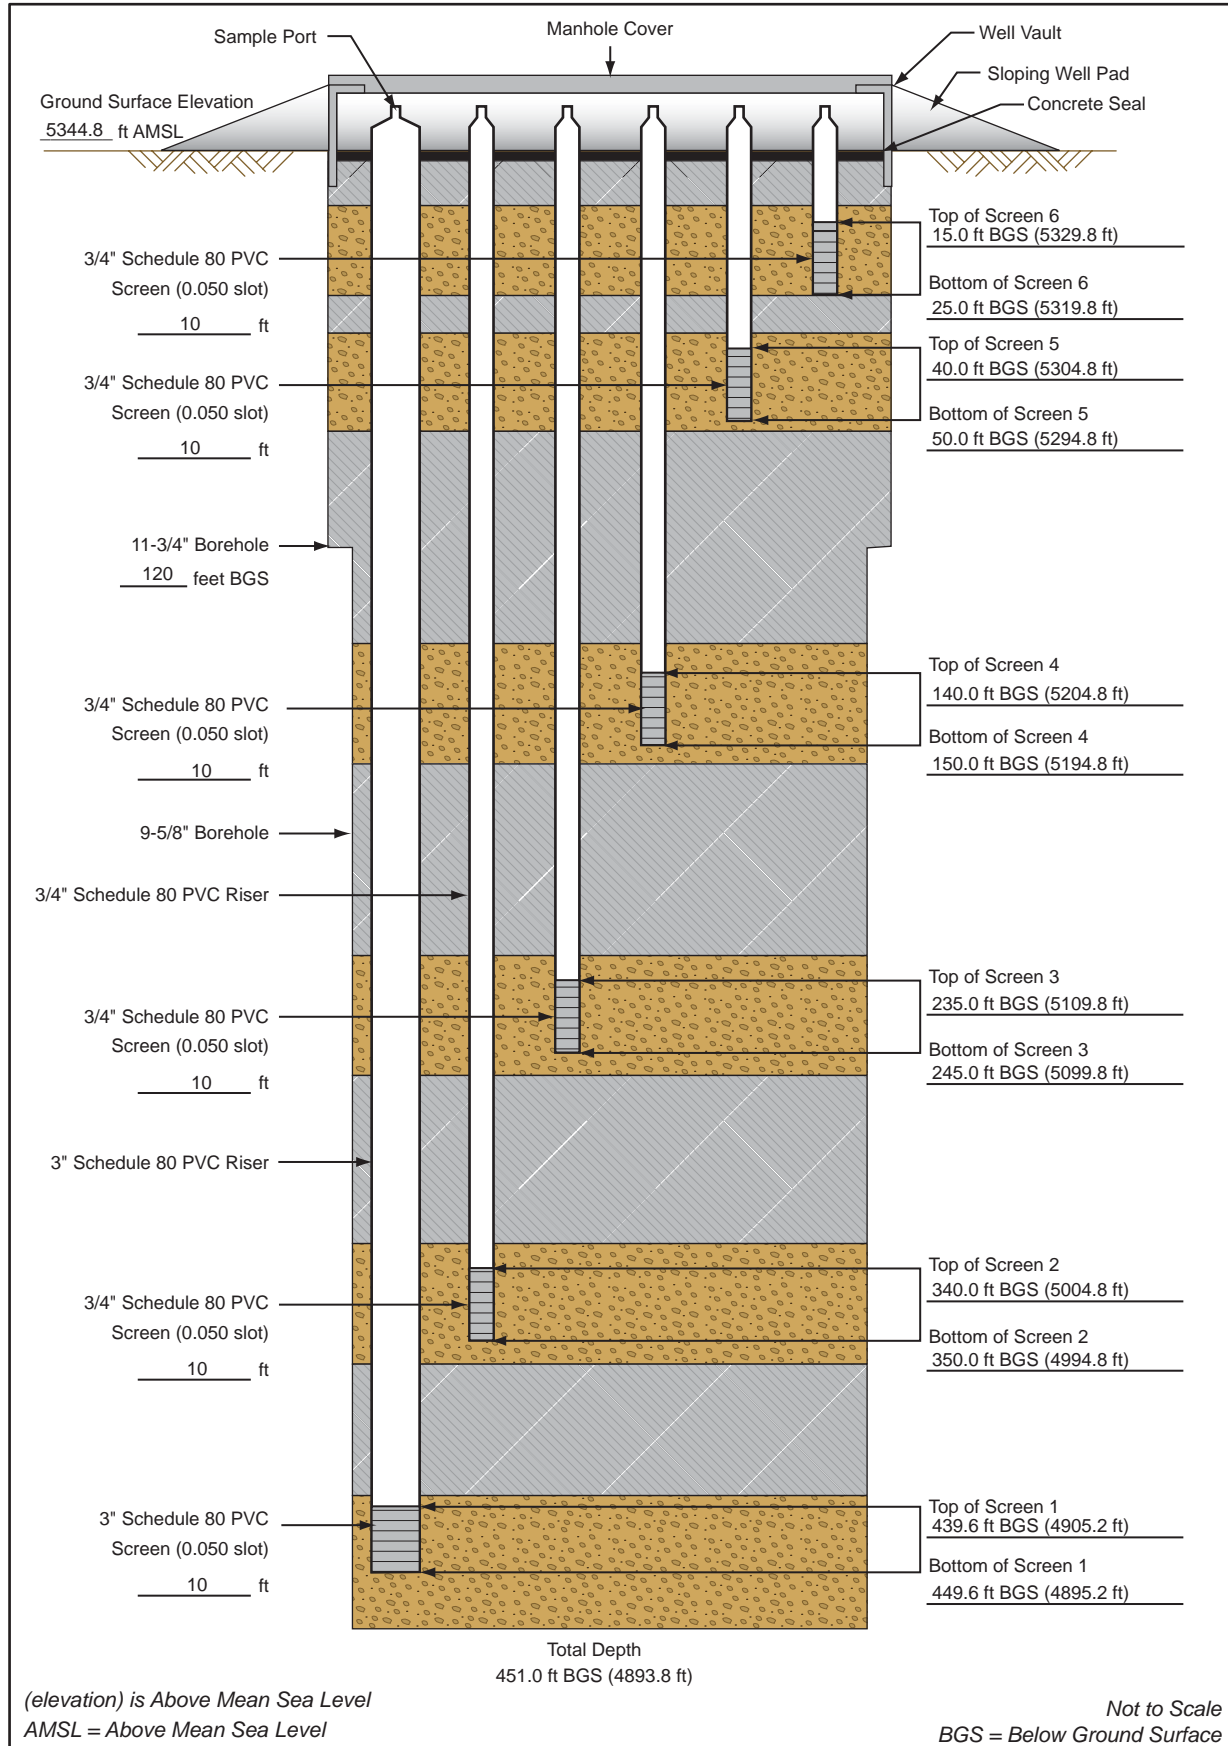 Sample Port
Manhole Cover
Well Vault
Sloping Well Pad
Concrete Seal
Ground Surface Elevation
5344.8 ft AMSL
Top of Screen 6
15.0 ft BGS (5329.8 ft)
3/4" Schedule 80 PVC
Screen (0.050 slot)
10 ft
Bottom of Screen 6
25.0 ft BGS (5319.8 ft)
Top of Screen 5
40.0 ft BGS (5304.8 ft)
3/4" Schedule 80 PVC
Screen (0.050 slot)
10 ft
Bottom of Screen 5
50.0 ft BGS (5294.8 ft)
11-3/4" Borehole
120 feet BGS
Top of Screen 4
140.0 ft BGS (5204.8 ft)
3/4" Schedule 80 PVC
Screen (0.050 slot)
10 ft
Bottom of Screen 4
150.0 ft BGS (5194.8 ft)
9-5/8" Borehole
3/4" Schedule 80 PVC Riser
Top of Screen 3
235.0 ft BGS (5109.8 ft)
3/4" Schedule 80 PVC
Screen (0.050 slot)
10 ft
Bottom of Screen 3
245.0 ft BGS (5099.8 ft)
3" Schedule 80 PVC Riser
Top of Screen 2
340.0 ft BGS (5004.8 ft)
3/4" Schedule 80 PVC
Screen (0.050 slot)
10 ft
Bottom of Screen 2
350.0 ft BGS (4994.8 ft)
Top of Screen 1
439.6 ft BGS (4905.2 ft)
3" Schedule 80 PVC
Screen (0.050 slot)
10 ft
Bottom of Screen 1
449.6 ft BGS (4895.2 ft)
Total Depth
451.0 ft BGS (4893.8 ft)
(elevation) is Above Mean Sea Level
AMSL = Above Mean Sea Level
Not to Scale
BGS = Below Ground Surface